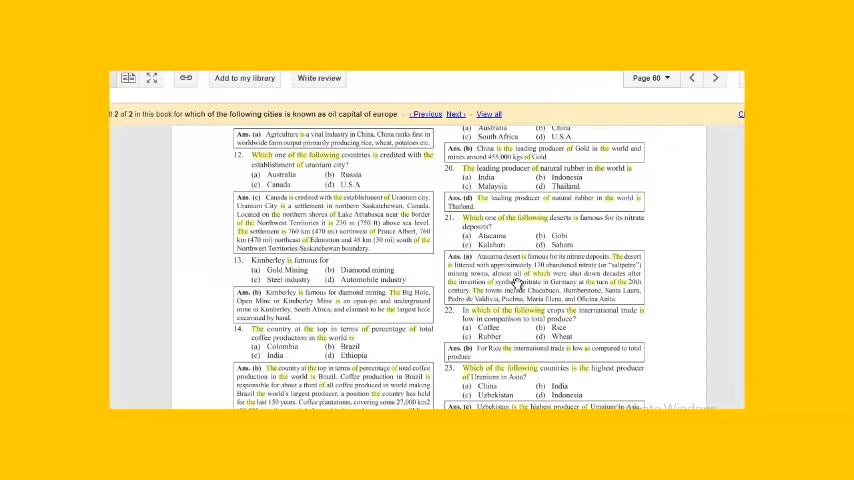 Add to my library
Write review
Page 60
2 of 2 in this book for which of the following cities is known as oil capital of europe
‹ Previous Next › View all
Ans. (a) Agriculture is a vital Industry in China. China ranks first in
worldwide farm output primarily producing rice, wheat, potatoes etc.
12. Which one of the following countries is credited with the
establishment of uranium city?
(a) Australia (b) Russia
(c) Canada (d) U.S.A
Ans. (c) Canada is credited with the establishment of Uranium city.
Uranium City is a settlement in northern Saskatchewan, Canada.
Located on the northern shores of Lake Athabasca near the border
of the Northwest Territories it is 230 m (750 ft) above sea level.
The settlement is 760 km (470 mi) northwest of Prince Albert, 760
km (470 mi) northeast of Edmonton and 48 km (30 mi) south of the
Northwest Territories-Saskatchewan boundary.
13. Kimberley is famous for
(a) Gold Mining (b) Diamond mining
(c) Steel industry (d) Automobile industry
Ans. (b) Kimberley is famous for diamond mining. The Big Hole,
Open Mine or Kimberley Mine is an open-pit and underground
mine in Kimberley, South Africa, and claimed to be the largest hole
excavated by hand.
14. The country at the top in terms of percentage of total
coffee production in the world is
(a) Colombia (b) Brazil
(c) India (d) Ethiopia
Ans. (b) The country at the top in terms of percentage of total coffee
production in the world is Brazil. Coffee production in Brazil is
responsible for about a third of all coffee produced in world making
Brazil the world's largest producer, a position the country has held
for the last 150 years. Coffee plantations, covering some 27,000 km2
(a) Australia (b) China
(c) South Africa (d) U.S.A.
Ans. (b) China is the leading producer of Gold in the world and
mines around 455,000 kgs of Gold
20. The leading producer of natural rubber in the world is
(a) India (b) Indonesia
(c) Malaysia (d) Thailand
Ans. (d) The leading producer of natural rubber in the world is
Thailand.
21. Which one of the following deserts is famous for its nitrate
deposits?
(a) Atacama (b) Gobi
(c) Kalahari (d) Sahara
Ans. (a) Atacama desert is famous for its nitrate deposits. The desert
is littered with approximately 170 abandoned nitrate (or "saltpetre")
mining towns, almost all of which were shut down decades after
the invention of synthetic nitrate in Germany at the turn of the 20th
century. The towns include Chacabuco, Humberstone, Santa Laura,
Pedro de Valdivia, Puelma, Maria Elena, and Oficina Anita.
22. In which of the following crops the international trade is
low in comparison to total produce?
(a) Coffee (b) Rice
(c) Rubber (d) Wheat
Ans. (b) For Rice the international trade is low as compared to total
produce
23. Which of the following countries is the highest producer
of Uranium in Asia?
(a) China (b) India
(c) Uzbekistan (d) Indonesia
Ans. (c) Uzbekistan is the highest producer of Uranium in Asia.